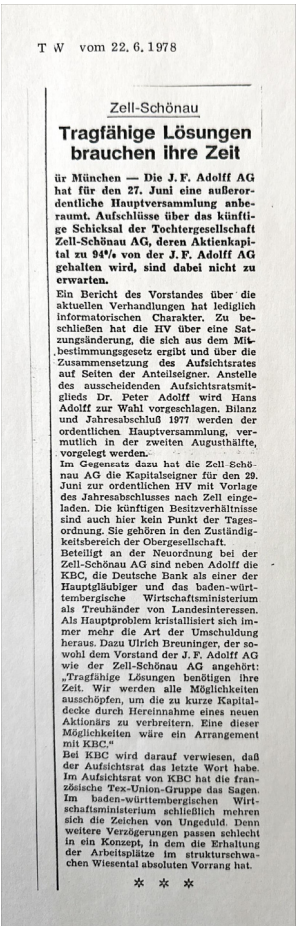 T W vom 22.6.1978
Zell-Schönau
Tragfähige Lösungen
brauchen ihre Zeit
ür München — Die J. F. Adolff AG
hat für den 27. Juni eine außeror-
dentliche Hauptversammlung anbe-
raumt. Aufschlüsse über das künfti-
ge Schicksal der Tochtergesellschaft
Zell-Schönau AG, deren Aktienkapi-
tal zu 94% von der J. F. Adolff AG
gehalten wird, sind dabei nicht zu
erwarten.
Ein Bericht des Vorstandes über die
aktuellen Verhandlungen hat lediglich
informatorischen Charakter. Zu be-
schließen hat die HV über eine Sat-
zungsänderung, die sich aus dem Mit-
bestimmungsgesetz ergibt und über die
Zusammensetzung des Aufsichtsrates
auf Seiten der Anteilseigner. Anstelle
des ausscheidenden Aufsichtsratsmit-
glieds Dr. Peter Adolff wird Hans
Adolff zur Wahl vorgeschlagen. Bilanz
und Jahresabschluß 1977 werden der
ordentlichen Hauptversammlung, ver-
mutlich in der zweiten Augusthälfte,
vorgelegt werden.
Im Gegensatz dazu hat die Zell-Schö-
nau AG die Kapitalseigner für den 29.
Juni zur ordentlichen HV mit Vorlage
des Jahresabschlusses nach Zell einge-
laden. Die künftigen Besitzverhältnisse
sind auch hier kein Punkt der Tages-
ordnung. Sie gehören in den Zuständig-
keitsbereich der Obergesellschaft.
Beteiligt an der Neuordnung bei der
Zell-Schönau AG sind neben Adolff die
KBC, die Deutsche Bank als einer der
Hauptgläubiger und das baden-würt-
tembergische Wirtschaftsministerium
als Treuhänder von Landesinteressen.
Als Hauptproblem kristallisiert sich im-
mer mehr die Art der Umschuldung
heraus. Dazu Ulrich Breuninger, der so-
wohl dem Vorstand der J. F. Adolff AG
wie der Zell-Schönau AG angehört:
„Tragfähige Lösungen benötigen ihre
Zeit. Wir werden alle Möglichkeiten
ausschöpfen, um die zu kurze Kapital-
decke durch Hereinnahme eines neuen
Aktionärs zu verbreitern. Eine dieser
Möglichkeiten wäre ein Arrangement
mit KBC.“
Bei KBC wird darauf verwiesen, daß
der Aufsichtsrat das letzte Wort habe.
Im Aufsichtsrat von KBC hat die fran-
zösische Tex-Union-Gruppe das Sagen.
Im baden-württembergischen Wirt-
schaftsministerium schließlich mehren
sich die Zeichen von Ungeduld. Denn
weitere Verzögerungen passen schlecht
in ein Konzept, in dem die Erhaltung
der Arbeitsplätze im strukturschwa-
chen Wiesental absoluten Vorrang hat.
* * *